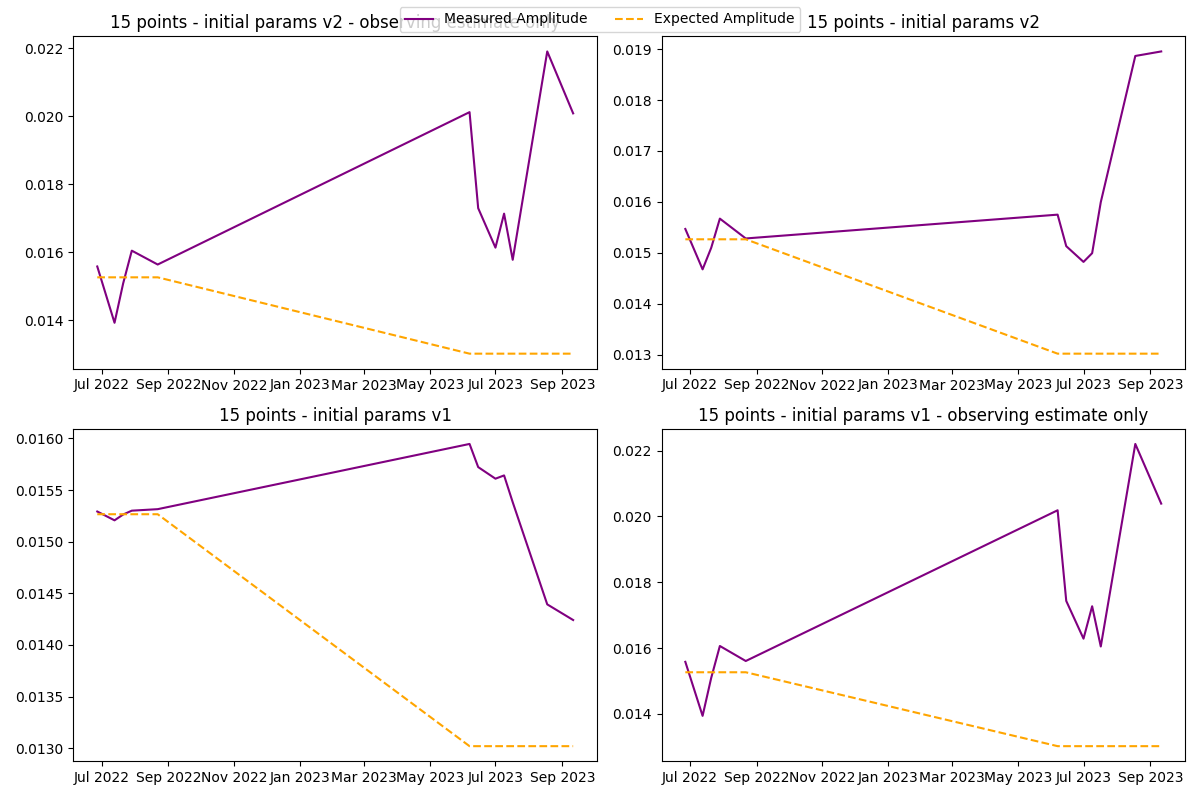 15 points - initial params v2 - observing estimate only
Measured Amplitude
Expected Amplitude
15 points - initial params v2
0.022
0.020
0.018
0.016
0.014
Jul 2022 Sep 2022 Nov 2022 Jan 2023 Mar 2023 May 2023 Jul 2023 Sep 2023
0.019
0.018
0.017
0.016
0.015
0.014
0.013
Jul 2022 Sep 2022 Nov 2022 Jan 2023 Mar 2023 May 2023 Jul 2023 Sep 2023
15 points - initial params v1
0.0160
0.0155
0.0150
0.0145
0.0140
0.0135
0.0130
Jul 2022 Sep 2022 Nov 2022 Jan 2023 Mar 2023 May 2023 Jul 2023 Sep 2023
15 points - initial params v1 - observing estimate only
0.022
0.020
0.018
0.016
0.014
Jul 2022 Sep 2022 Nov 2022 Jan 2023 Mar 2023 May 2023 Jul 2023 Sep 2023